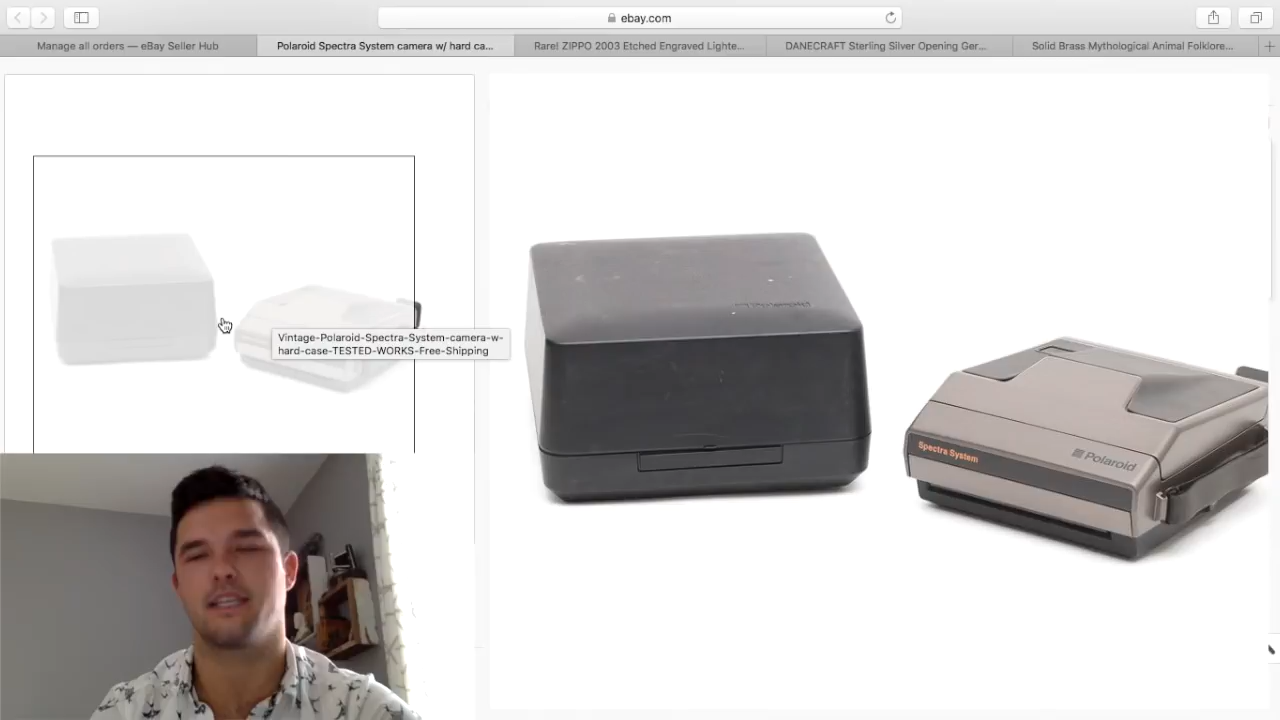 ebay.com
Manage all orders — eBay Seller Hub
Polaroid Spectra System camera w/ hard ca...
Rare! ZIPPO 2003 Etched Engraved Lighte...
DANECRAFT Sterling Silver Opening Ger...
Solid Brass Mythological Animal Folklore...
Polaroid
Vintage-Polaroid-Spectra-System-camera-w-
hard-case-TESTED-WORKS-Free-Shipping
Spectra System
Polaroid